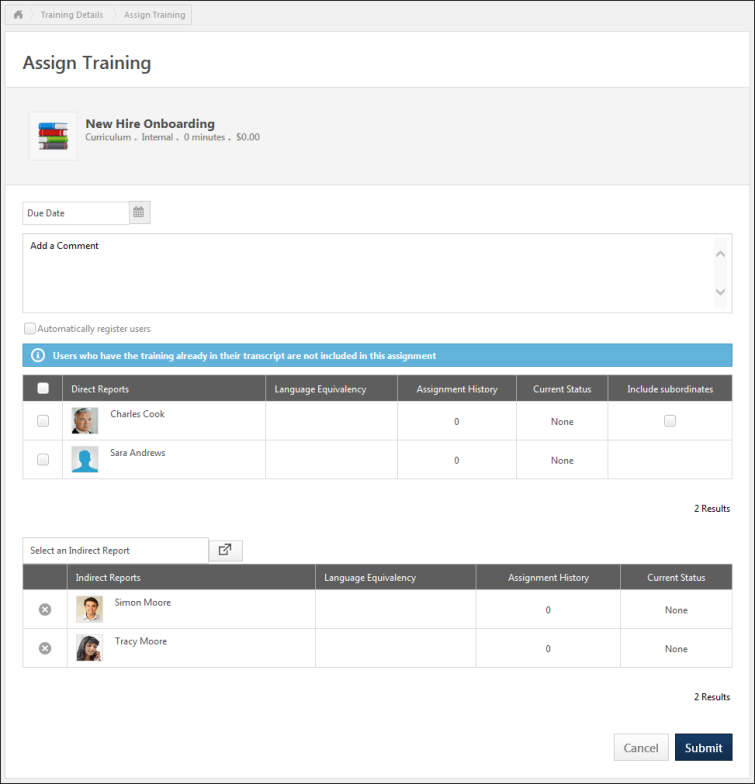 Training Details Assign Training
Assign Training
New Hire Onboarding
Curriculum . Internal . 0 minutes . $0.00
Due Date
Add a Comment
Automatically register users
Users who have the training already in their transcript are not included in this assignment
Direct Reports Language Equivalency Assignment History Current Status Include subordinates
Charles Cook 0 None
Sara Andrews 0 None
2 Results
Select an Indirect Report
Indirect Reports Language Equivalency Assignment History Current Status
Simon Moore 0 None
Tracy Moore 0 None
2 Results
Cancel Submit